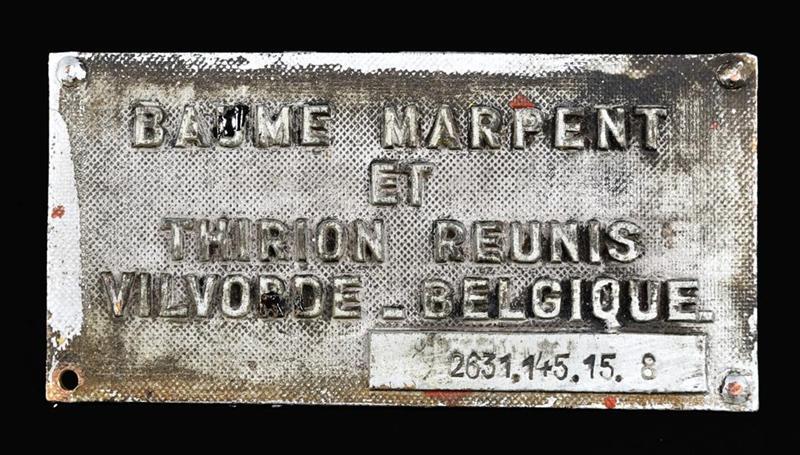 BAUME MARPENT
ET
THIRION REUNIS
VILVORDE - BELGIQUE
2631.145.15. 8